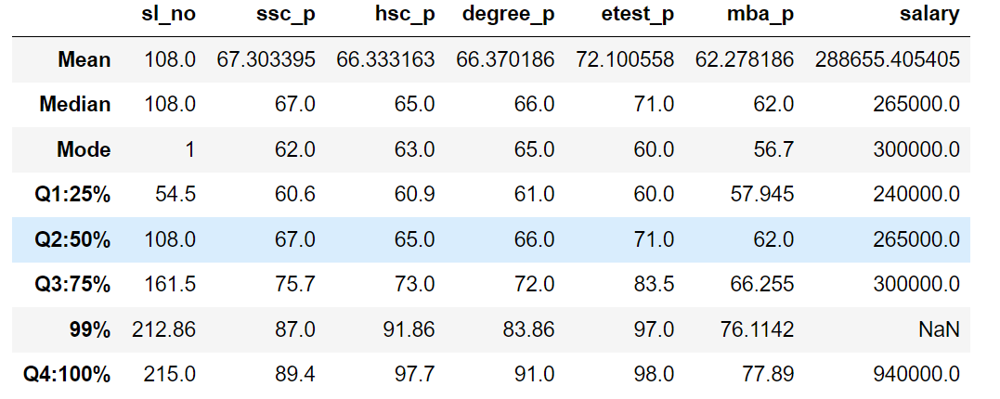 sl_no ssc_p hsc_p degree_p etest_p mba_p salary
Mean 108.0 67.303395 66.333163 66.370186 72.100558 62.278186 288655.405405
Median 108.0 67.0 65.0 66.0 71.0 62.0 265000.0
Mode 1 62.0 63.0 65.0 60.0 56.7 300000.0
Q1:25% 54.5 60.6 60.9 61.0 60.0 57.945 240000.0
Q2:50% 108.0 67.0 65.0 66.0 71.0 62.0 265000.0
Q3:75% 161.5 75.7 73.0 72.0 83.5 66.255 300000.0
99% 212.86 87.0 91.86 83.86 97.0 76.1142 NaN
Q4:100% 215.0 89.4 97.7 91.0 98.0 77.89 940000.0